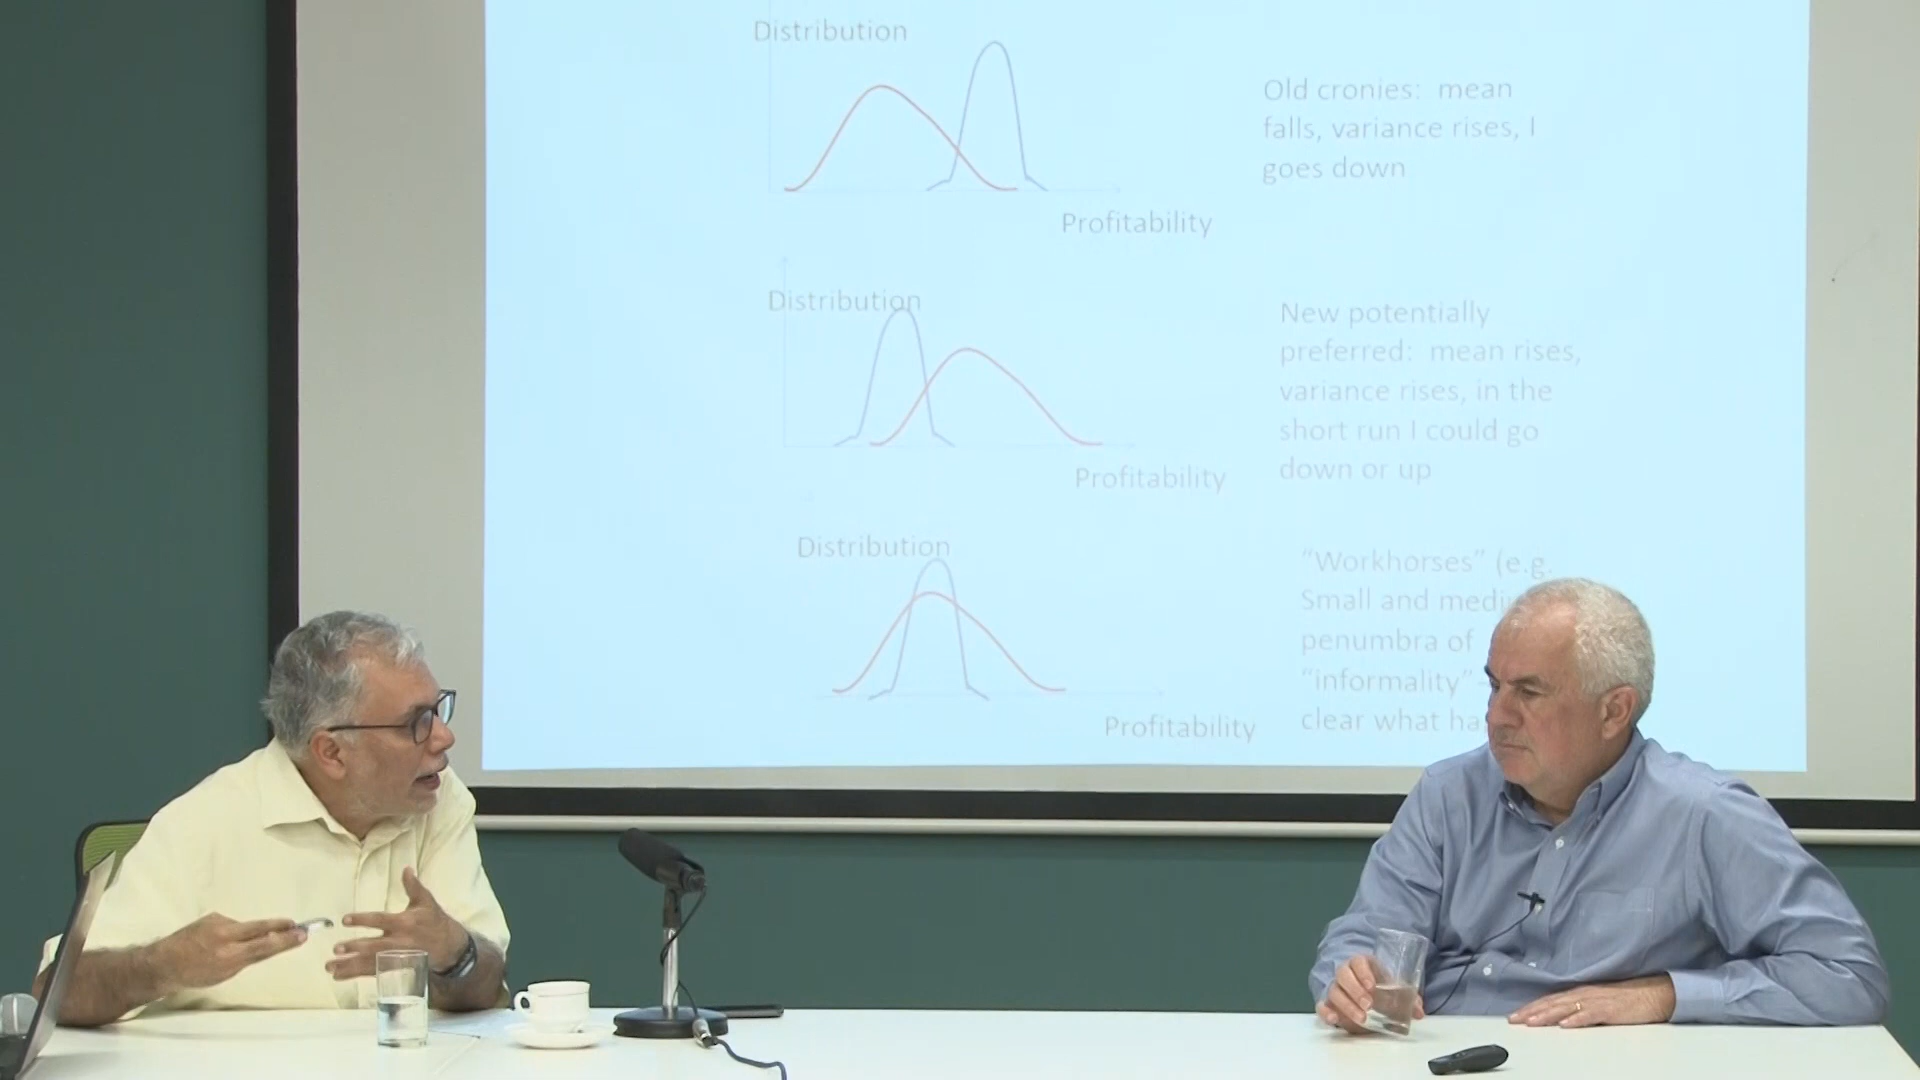 Distribution
Old cronies: mean
falls, variance rises, I
goes down
Profitability
Distribution
New potentially
preferred: mean rises,
variance rises, in the
short run I could go
down or up
Profitability
Distribution
"Workhorses" (e.g.
Small and
penumbra of
"informality"
clear what
Profitability